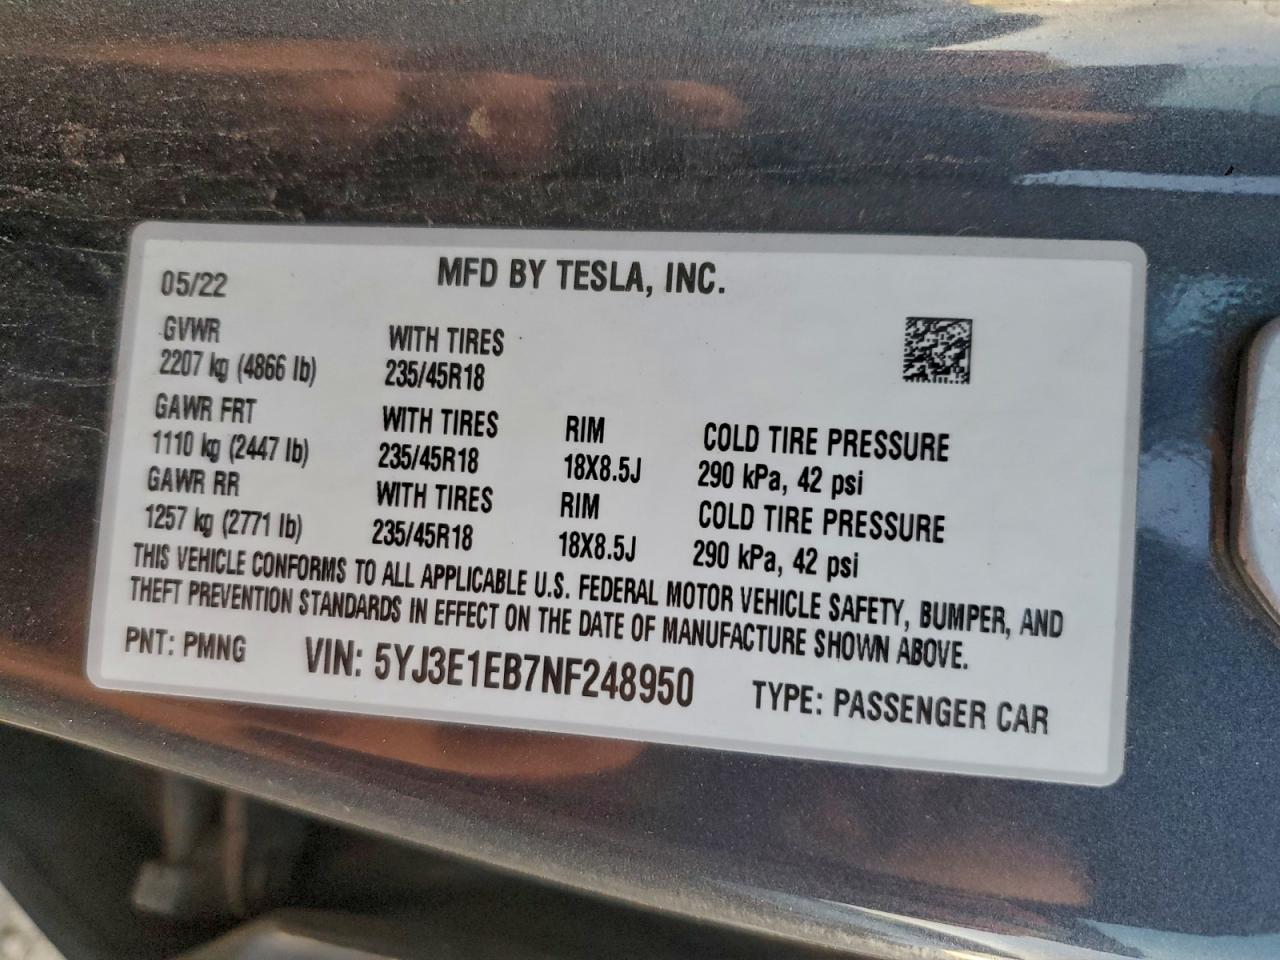 05/22 MFD BY TESLA, INC.
GVWR WITH TIRES
2207 kg (4866 lb) 235/45R18
GAWR FRT WITH TIRES RIM COLD TIRE PRESSURE
1110 kg (2447 lb) 235/45R18 18X8.5J 290 kPa, 42 psi
GAWR RR WITH TIRES RIM COLD TIRE PRESSURE
1257 kg (2771 lb) 235/45R18 18X8.5J 290 kPa, 42 psi
THIS VEHICLE CONFORMS TO ALL APPLICABLE U.S. FEDERAL MOTOR VEHICLE SAFETY, BUMPER, AND
THEFT PREVENTION STANDARDS IN EFFECT ON THE DATE OF MANUFACTURE SHOWN ABOVE.
PNT: PMNG VIN: 5YJ3E1EB7NF248950 TYPE: PASSENGER CAR